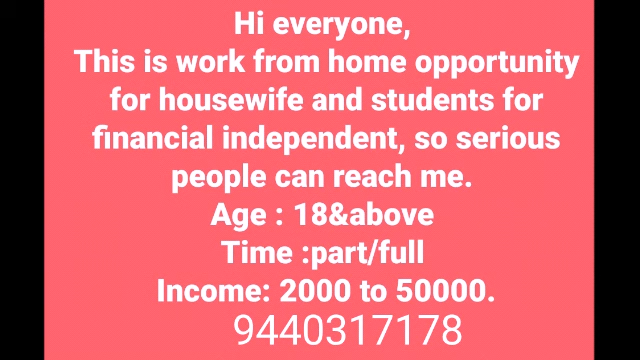 Hi everyone,
This is work from home opportunity
for housewife and students for
financial independent, so serious
people can reach me.
Age : 18&above
Time :part/full
Income: 2000 to 50000.
9440317178